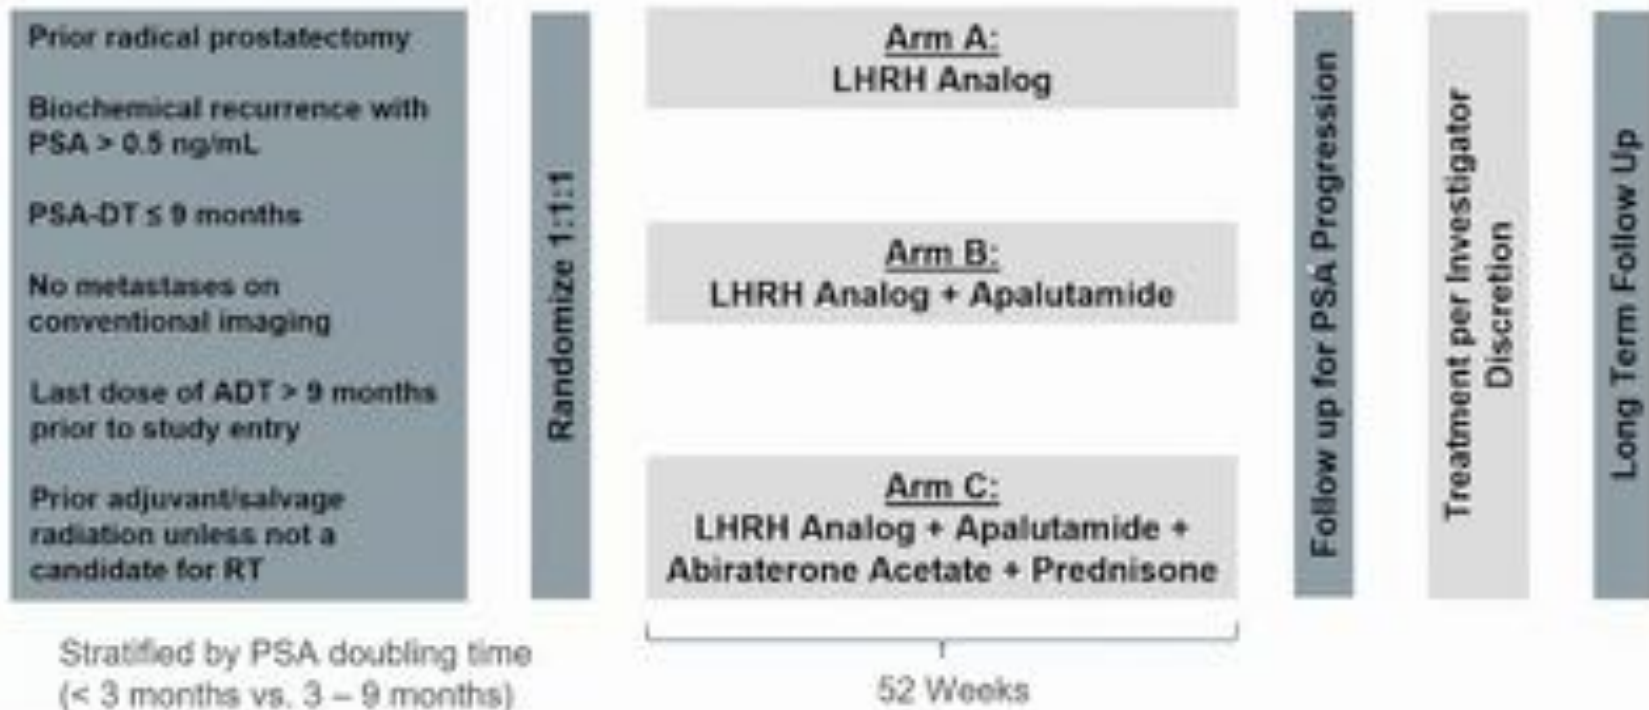 Prior radical prostatectomy
Biochemical recurrence with
PSA > 0.5 ng/mL
PSA-DT ≤ 9 months
No metastases on
conventional imaging
Last dose of ADT > 9 months
prior to study entry
Prior adjuvant/salvage
radiation unless not a
candidate for RT
Stratified by PSA doubling time
(< 3 months vs. 3 – 9 months)
Randomize 1:1:1
Arm A:
LHRH Analog
Arm B:
LHRH Analog + Apalutamide
Arm C:
LHRH Analog + Apalutamide +
Abiraterone Acetate + Prednisone
52 Weeks
Follow up for PSA Progression
Treatment per Investigator
Discretion
Long Term Follow Up